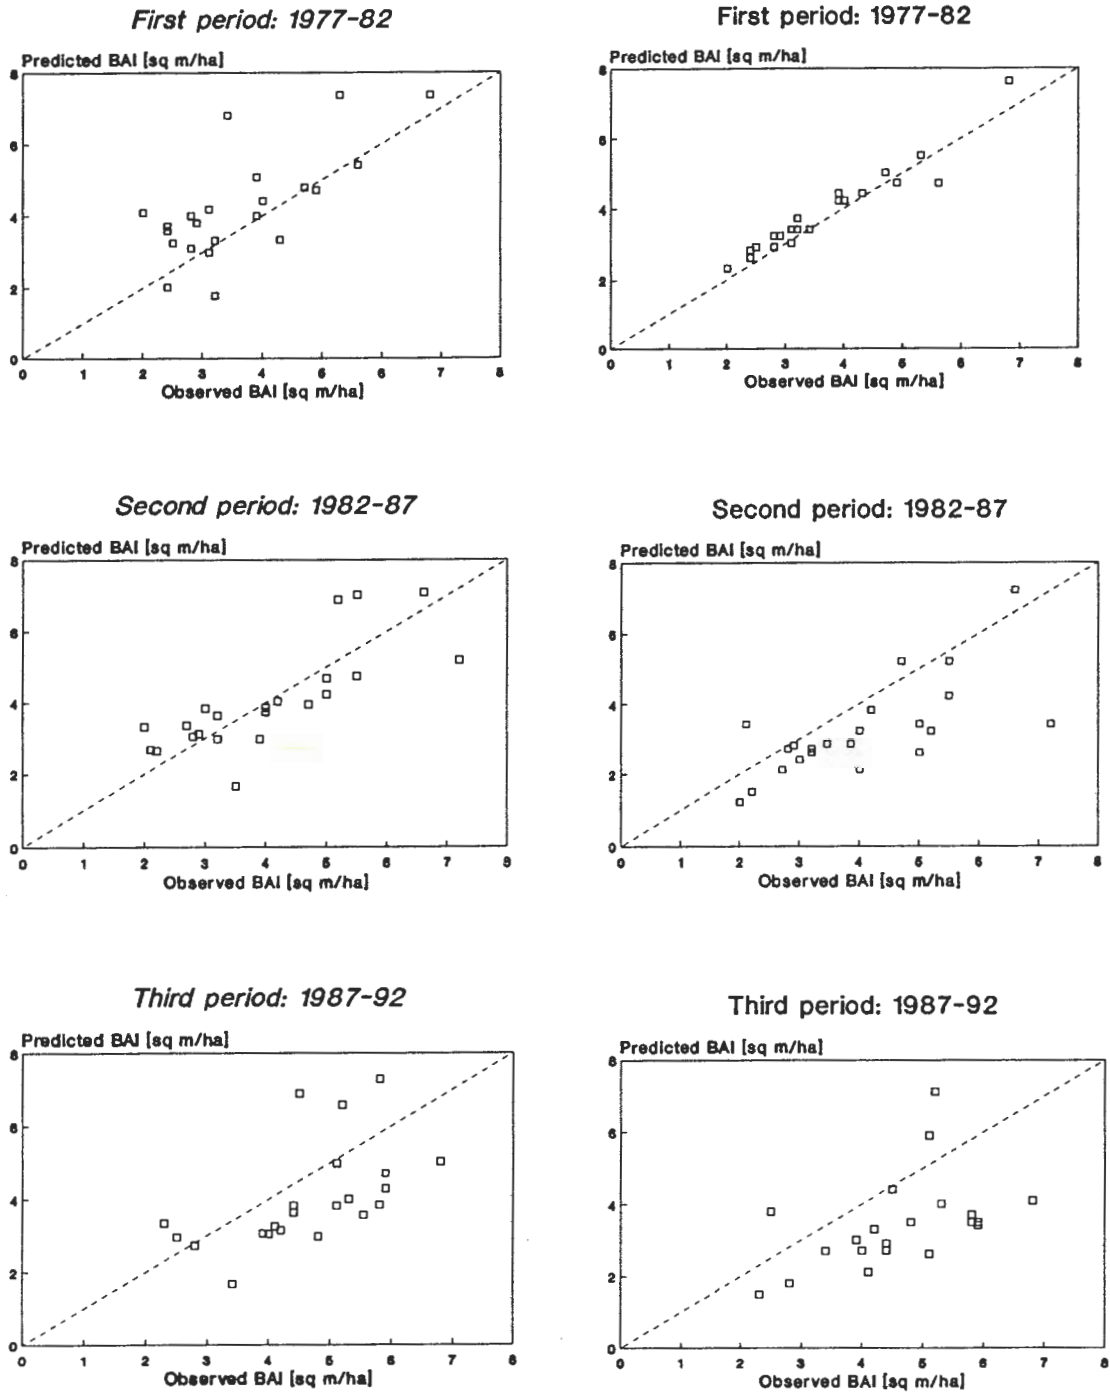 First period: 1977-82
Predicted BAI [sq m/ha]
8
6
4
2
0
0 1 2 3 4 5 6 7 8
Observed BAI [sq m/ha]
First period: 1977-82
Predicted BAI [sq m/ha]
8
6
4
2
0
0 1 2 3 4 5 6 7 8
Observed BAI [sq m/ha]
Second period: 1982-87
Predicted BAI [sq m/ha]
8
6
4
2
0
0 1 2 3 4 5 6 7 8
Observed BAI [sq m/ha]
Second period: 1982-87
Predicted BAI [sq m/ha]
8
6
4
2
0
0 1 2 3 4 5 6 7 8
Observed BAI [sq m/ha]
Third period: 1987-92
Predicted BAI [sq m/ha]
8
6
4
2
0
0 1 2 3 4 5 6 7 8
Observed BAI [sq m/ha]
Third period: 1987-92
Predicted BAI [sq m/ha]
8
6
4
2
0
0 1 2 3 4 5 6 7 8
Observed BAI [sq m/ha]